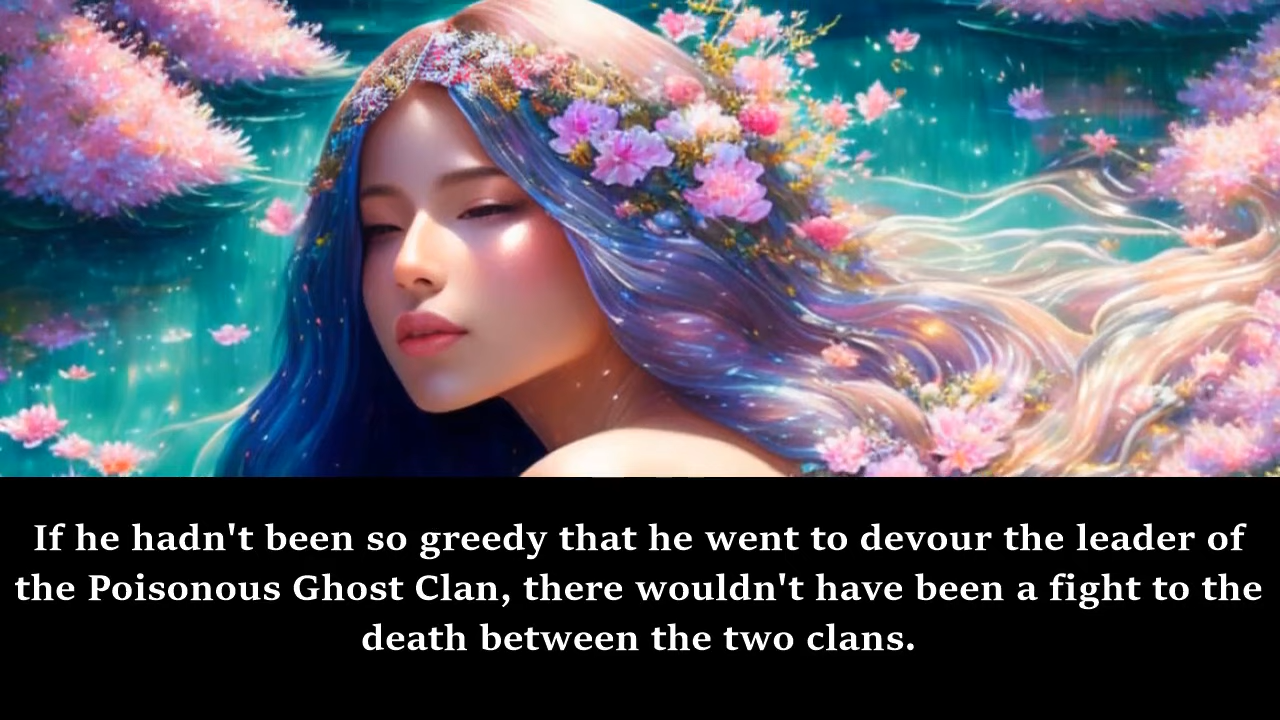 If he hadn't been so greedy that he went to devour the leader of
the Poisonous Ghost Clan, there wouldn't have been a fight to the
death between the two clans.